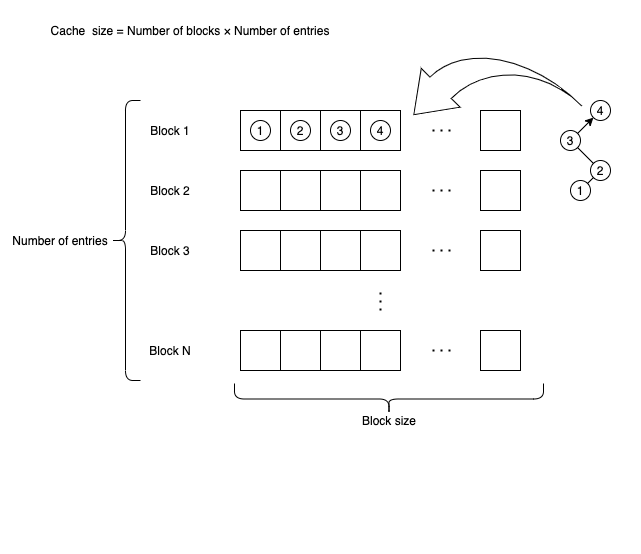 Cache  size = Number of blocks × Number of entries
4
Block 1
1
2
3
4
...
3
2
Block 2
...
1
Number of entries
Block 3
...
...
Block N
...
Block size